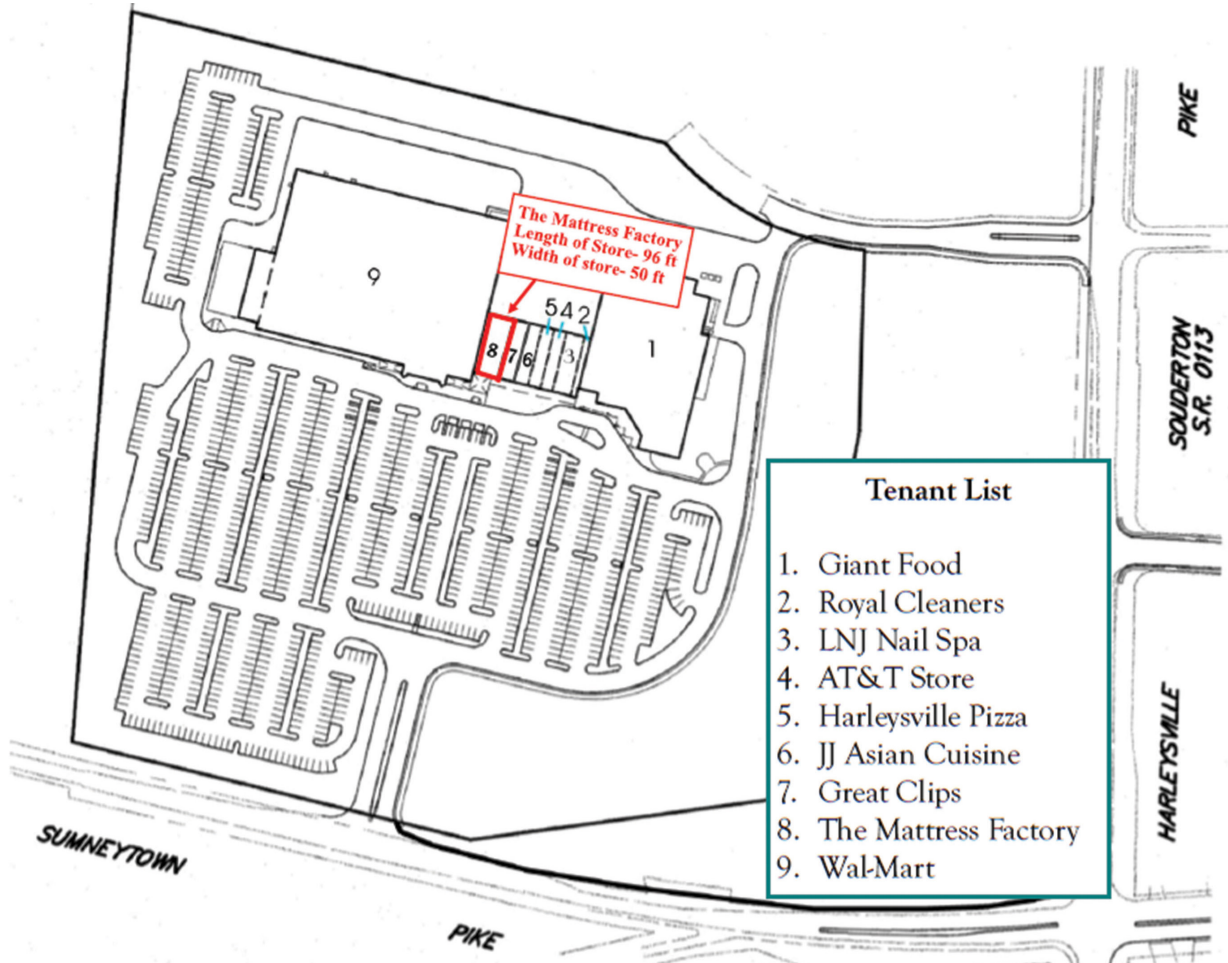 PIKE
The Mattress Factory
Length of Store- 96 ft
Width of store- 50 ft
9
5 4 2
8 7 6 3 1
SOUDERTON
S.R. 0113
Tenant List
1. Giant Food
2. Royal Cleaners
3. LNJ Nail Spa
4. AT&T Store
5. Harleysville Pizza
6. JJ Asian Cuisine
7. Great Clips
8. The Mattress Factory
9. Wal-Mart
HARLEYSVILLE
SUMNEYTOWN
PIKE